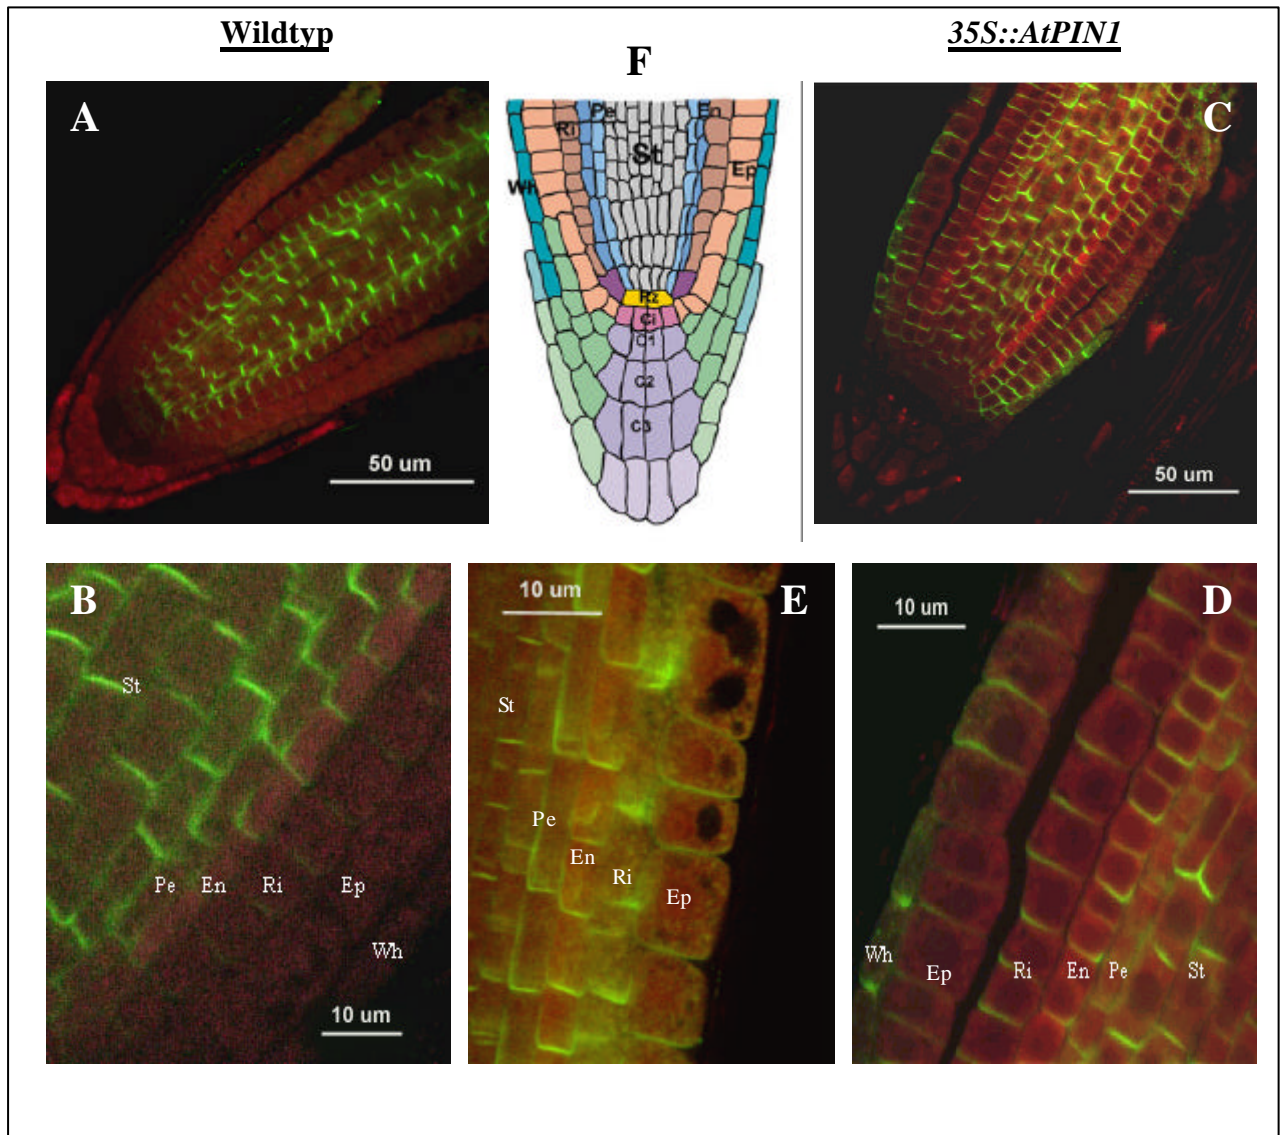 Wildtyp
35S::AtPIN1
F
A
50 um
Pe
En
Ri
St
Ep
Wh
Rz
Ci
C1
C2
C3
C
50 um
B
St
Pe En Ri Ep
Wh
10 um
10 um
E
St
Pe
En
Ri
Ep
10 um
D
Wh
Ep
Ri
En
Pe
St